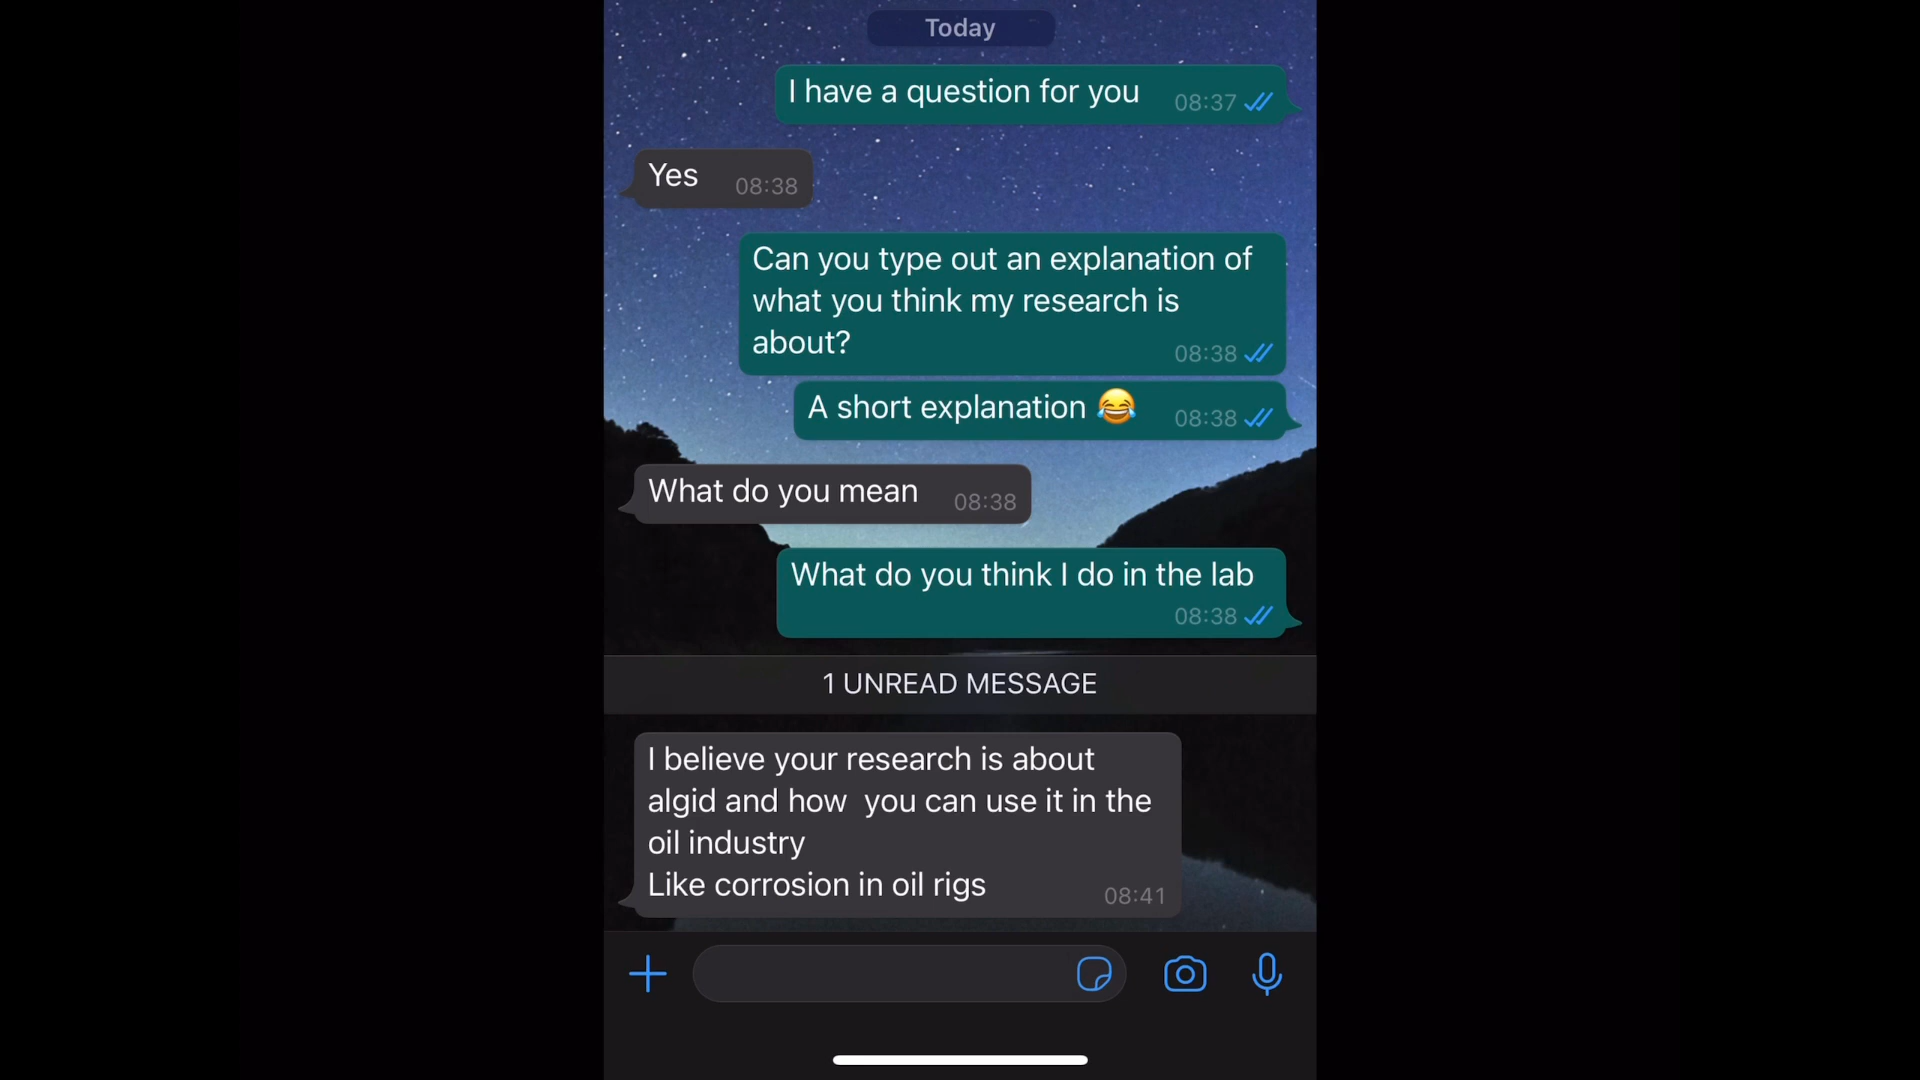 Today
I have a question for you 08:37
Yes 08:38
Can you type out an explanation of
what you think my research is
about? 08:38
A short explanation 😂 08:38
What do you mean 08:38
What do you think I do in the lab
08:38
1 UNREAD MESSAGE
I believe your research is about
algid and how  you can use it in the
oil industry
Like corrosion in oil rigs 08:41